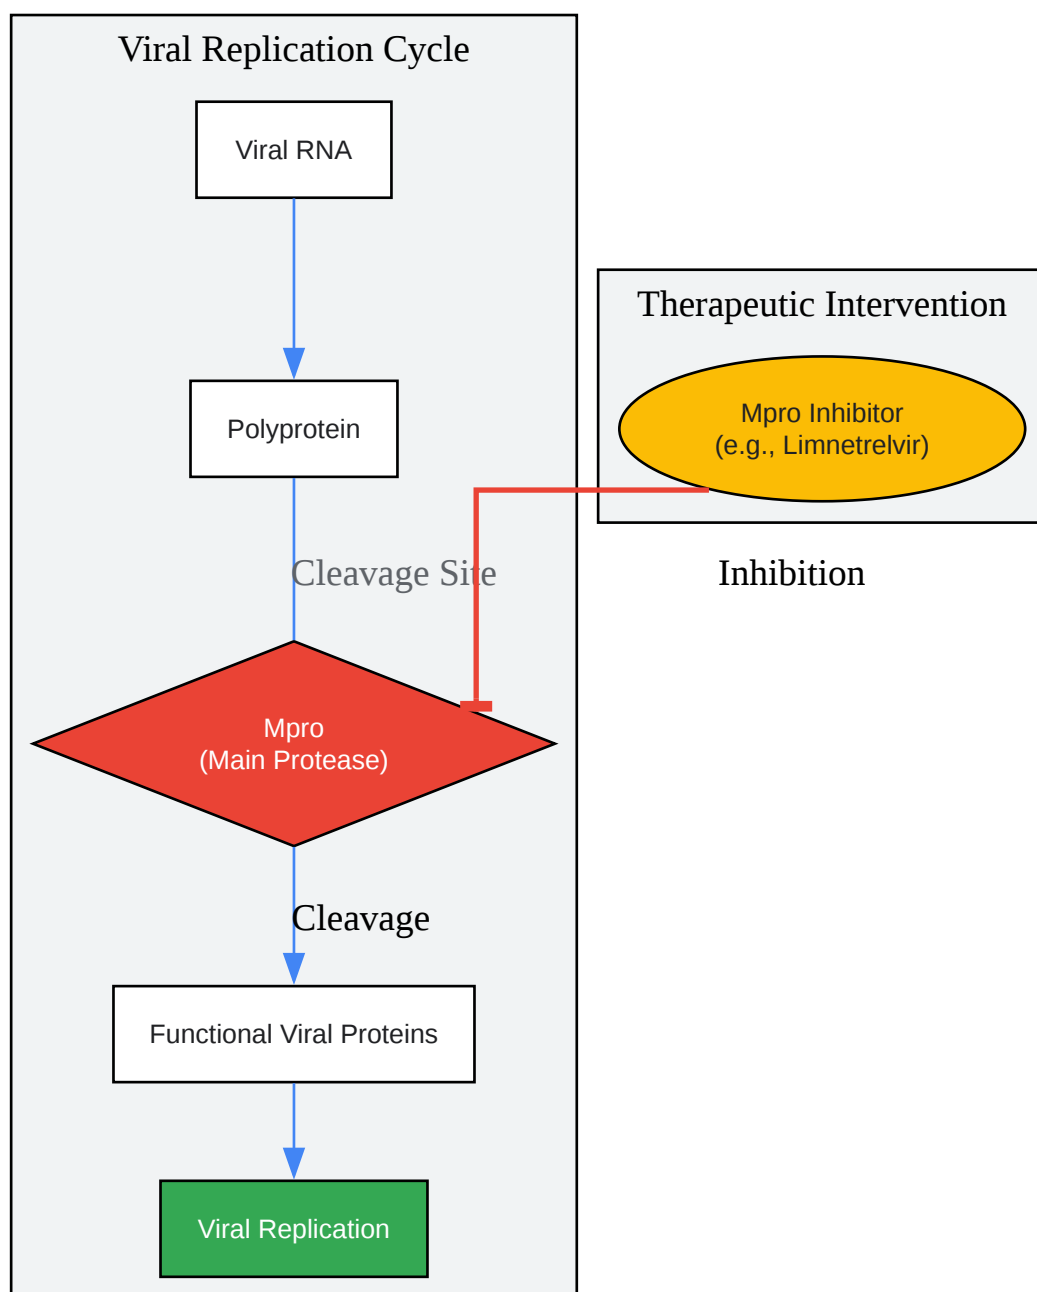 Viral Replication Cycle
Viral RNA
Therapeutic Intervention
Mpro Inhibitor
(e.g., Limnetrelvir)
Polyprotein
Cleavage Site
Inhibition
Mpro
(Main Protease)
Cleavage
Functional Viral Proteins
Viral Replication